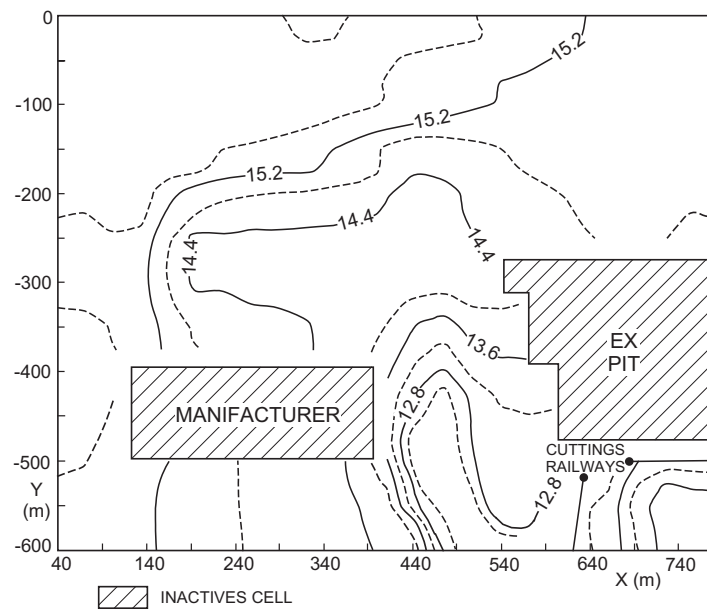 0
-100
-200
-300
-400
-500
-600
Y
(m)
15.2
15.2
15.2
14.4
14.4
14.4
13.6
12.8
12.8
EX
PIT
MANIFACTURER
CUTTINGS
RAILWAYS
40 140 240 340 440 540 640 740
X (m)
INACTIVES CELL